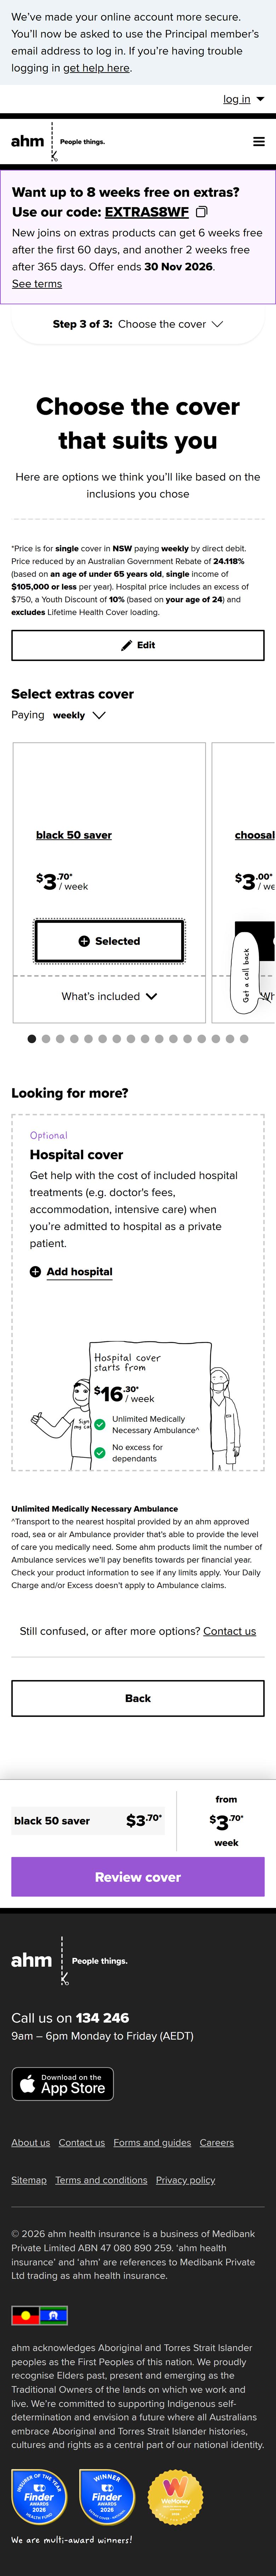 We've made your online account more secure.
You'll now be asked to use the Principal member's
email address to log in. If you're having trouble
logging in get help here.
log in
ahm People things.
Want up to 8 weeks free on extras?
Use our code: EXTRAS8WF
New joins on extras products can get 6 weeks free
after the first 60 days, and another 2 weeks free
after 365 days. Offer ends 30 Nov 2026.
See terms
Step 3 of 3: Choose the cover
Choose the cover
that suits you
Here are options we think you'll like based on the
inclusions you chose
*Price is for single cover in NSW paying weekly by direct debit.
Price reduced by an Australian Government Rebate of 24.118%
(based on an age of under 65 years old, single income of
$105,000 or less per year). Hospital price includes an excess of
$750, a Youth Discount of 10% (based on your age of 24) and
excludes Lifetime Health Cover loading.
Edit
Select extras cover
Paying weekly
black 50 saver
$3.70*
/ week
Selected
What's included
choosal
$3.00*
/ we
Wh
Get a call back
Looking for more?
Optional
Hospital cover
Get help with the cost of included hospital
treatments (e.g. doctor's fees,
accommodation, intensive care) when
you're admitted to hospital as a private
patient.
Add hospital
Hospital cover
starts from
$16.30*
/ week
Unlimited Medically
Necessary Ambulance^
No excess for
dependants
Sign
my ca
Unlimited Medically Necessary Ambulance
^Transport to the nearest hospital provided by an ahm approved
road, sea or air Ambulance provider that's able to provide the level
of care you medically need. Some ahm products limit the number of
Ambulance services we'll pay benefits towards per financial year.
Check your product information to see if any limits apply. Your Daily
Charge and/or Excess doesn't apply to Ambulance claims.
Still confused, or after more options? Contact us
Back
black 50 saver $3.70*
from
$3.70*
week
Review cover
ahm People things.
Call us on 134 246
9am – 6pm Monday to Friday (AEDT)
Download on the
App Store
About us Contact us Forms and guides Careers
Sitemap Terms and conditions Privacy policy
© 2026 ahm health insurance is a business of Medibank
Private Limited ABN 47 080 890 259. 'ahm health
insurance' and 'ahm' are references to Medibank Private
Ltd trading as ahm health insurance.
ahm acknowledges Aboriginal and Torres Strait Islander
peoples as the First Peoples of this nation. We proudly
recognise Elders past, present and emerging as the
Traditional Owners of the lands on which we work and
live. We're committed to supporting Indigenous self-
determination and envision a future where all Australians
embrace Aboriginal and Torres Strait Islander histories,
cultures and rights as a central part of our national identity.
INSURER OF THE YEAR
Finder
AWARDS
2026
HEALTH FUND
WINNER
Finder
AWARDS
2026
WeMoney
We are multi-award winners!